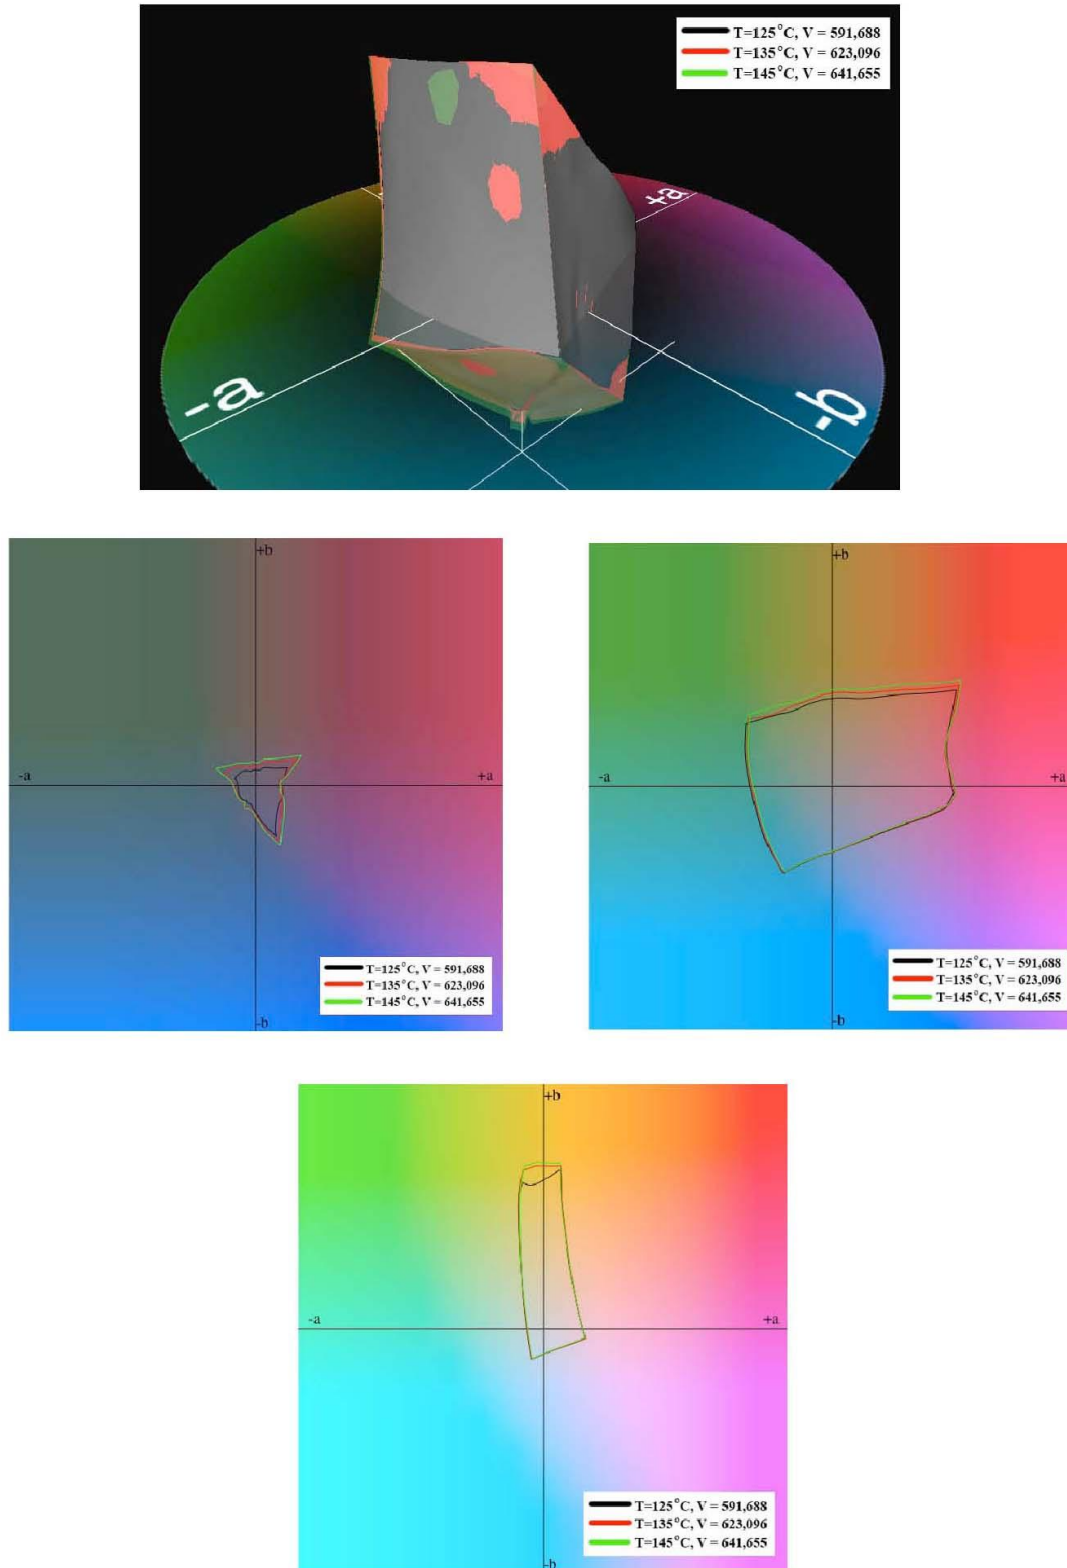 T=125°C, V = 591,688
T=135°C, V = 623,096
T=145°C, V = 641,655
+a
-a
-b
+b
-a
+a
T=125°C, V = 591,688
T=135°C, V = 623,096
T=145°C, V = 641,655
-b
+b
-a
+a
T=125°C, V = 591,688
T=135°C, V = 623,096
T=145°C, V = 641,655
-b
+b
-a
+a
T=125°C, V = 591,688
T=135°C, V = 623,096
T=145°C, V = 641,655
-b